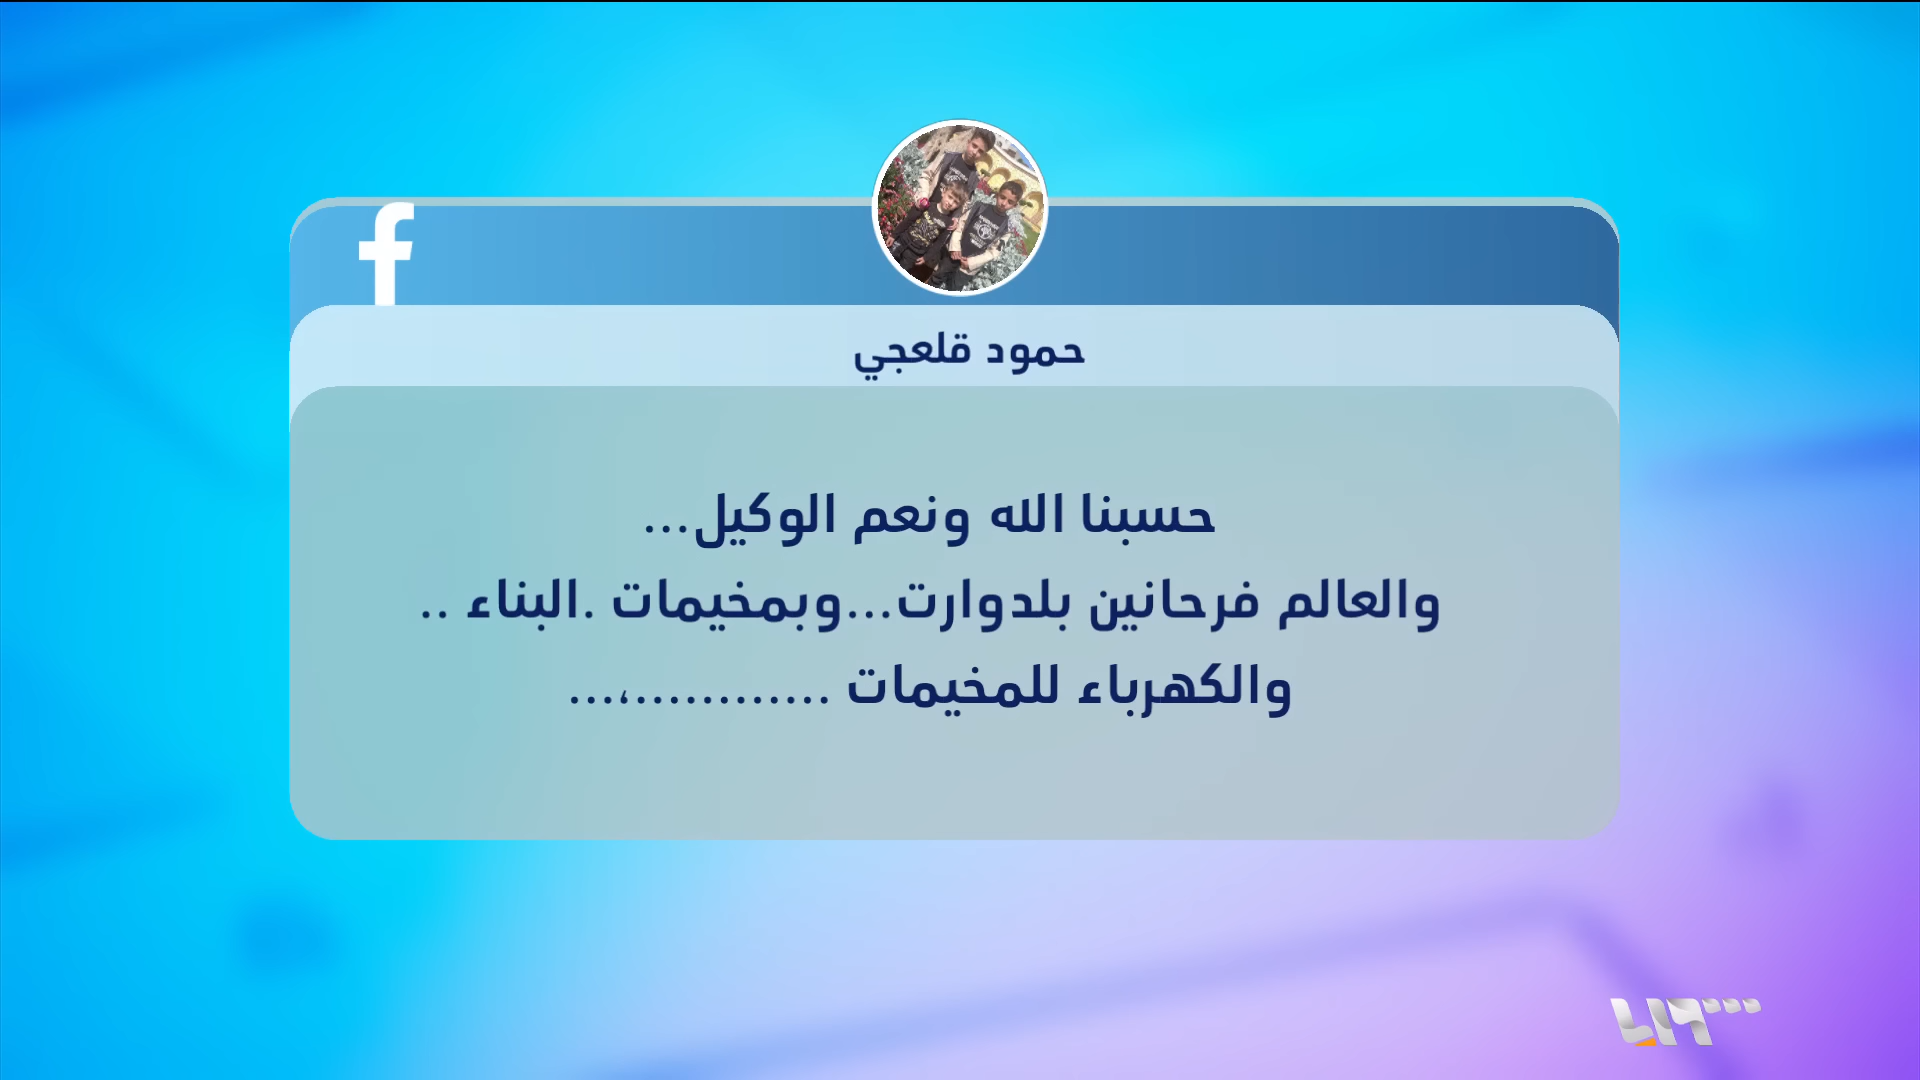 حمود قلعجي
حسبنا الله ونعم الوكيل...
والعالم فرحانين بلدوارت...وبمخيمات .البناء ..
والكهرباء للمخيمات ............،...